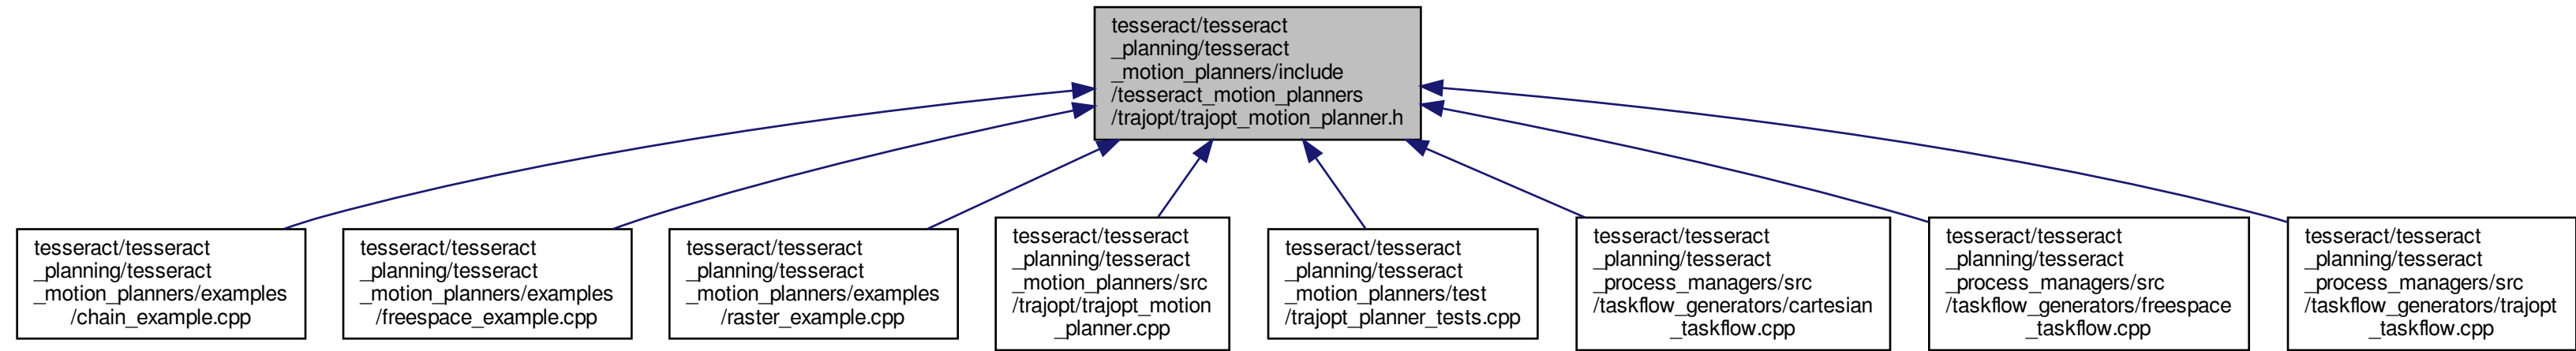 tesseract/tesseract
_planning/tesseract
_motion_planners/include
/tesseract_motion_planners
/trajopt/trajopt_motion_planner.h
tesseract/tesseract
_planning/tesseract
_motion_planners/examples
/chain_example.cpp
tesseract/tesseract
_planning/tesseract
_motion_planners/examples
/freespace_example.cpp
tesseract/tesseract
_planning/tesseract
_motion_planners/examples
/raster_example.cpp
tesseract/tesseract
_planning/tesseract
_motion_planners/src
/trajopt/trajopt_motion
_planner.cpp
tesseract/tesseract
_planning/tesseract
_motion_planners/test
/trajopt_planner_tests.cpp
tesseract/tesseract
_planning/tesseract
_process_managers/src
/taskflow_generators/cartesian
_taskflow.cpp
tesseract/tesseract
_planning/tesseract
_process_managers/src
/taskflow_generators/freespace
_taskflow.cpp
tesseract/tesseract
_planning/tesseract
_process_managers/src
/taskflow_generators/trajopt
_taskflow.cpp